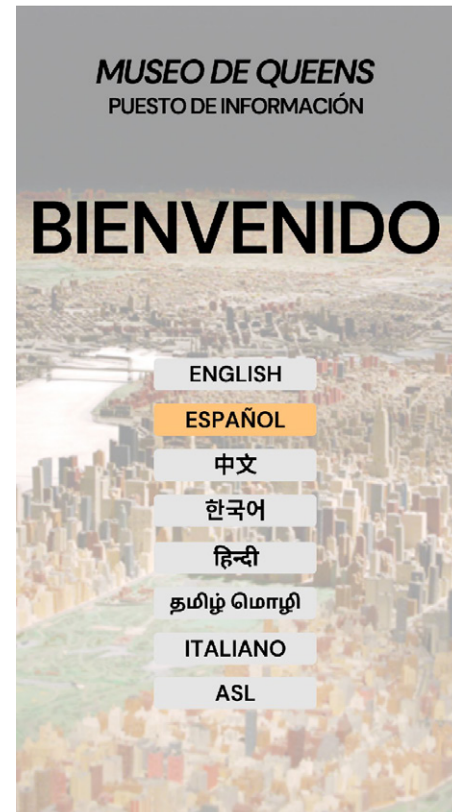 MUSEO DE QUEENS
PUESTO DE INFORMACIÓN
BIENVENIDO
ENGLISH
ESPAÑOL
中文
한국어
हिन्दी
தமிழ் மொழி
ITALIANO
ASL